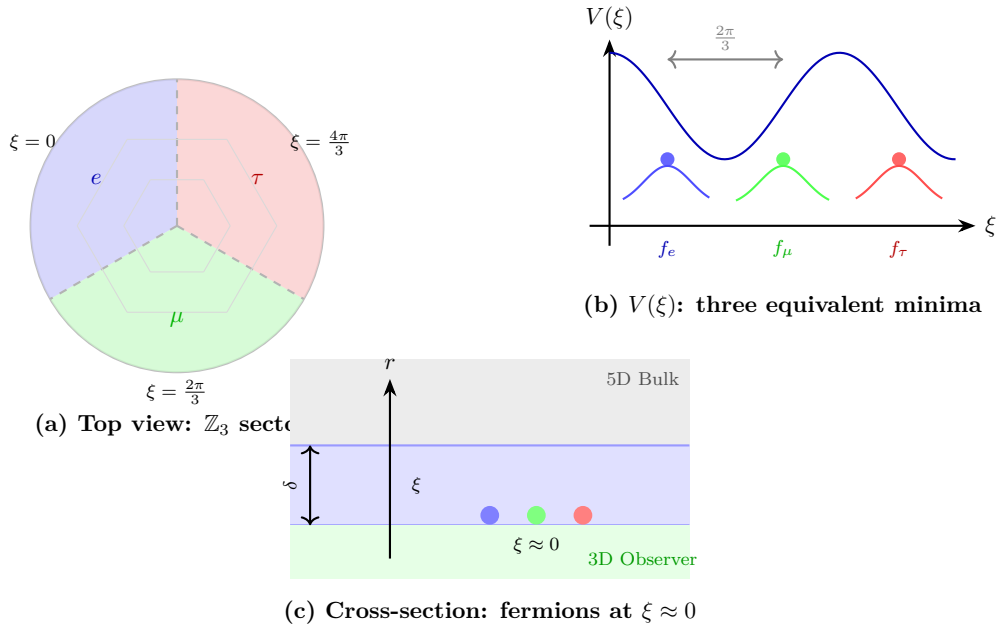 ξ = 0
ξ = 4π/3
e
τ
μ
ξ = 2π/3
(a) Top view: ℤ₃ secto
V(ξ)
2π/3
ξ
f_e
f_μ
f_τ
(b) V(ξ): three equivalent minima
r
5D Bulk
δ
ξ
ξ ≈ 0
3D Observer
(c) Cross-section: fermions at ξ ≈ 0